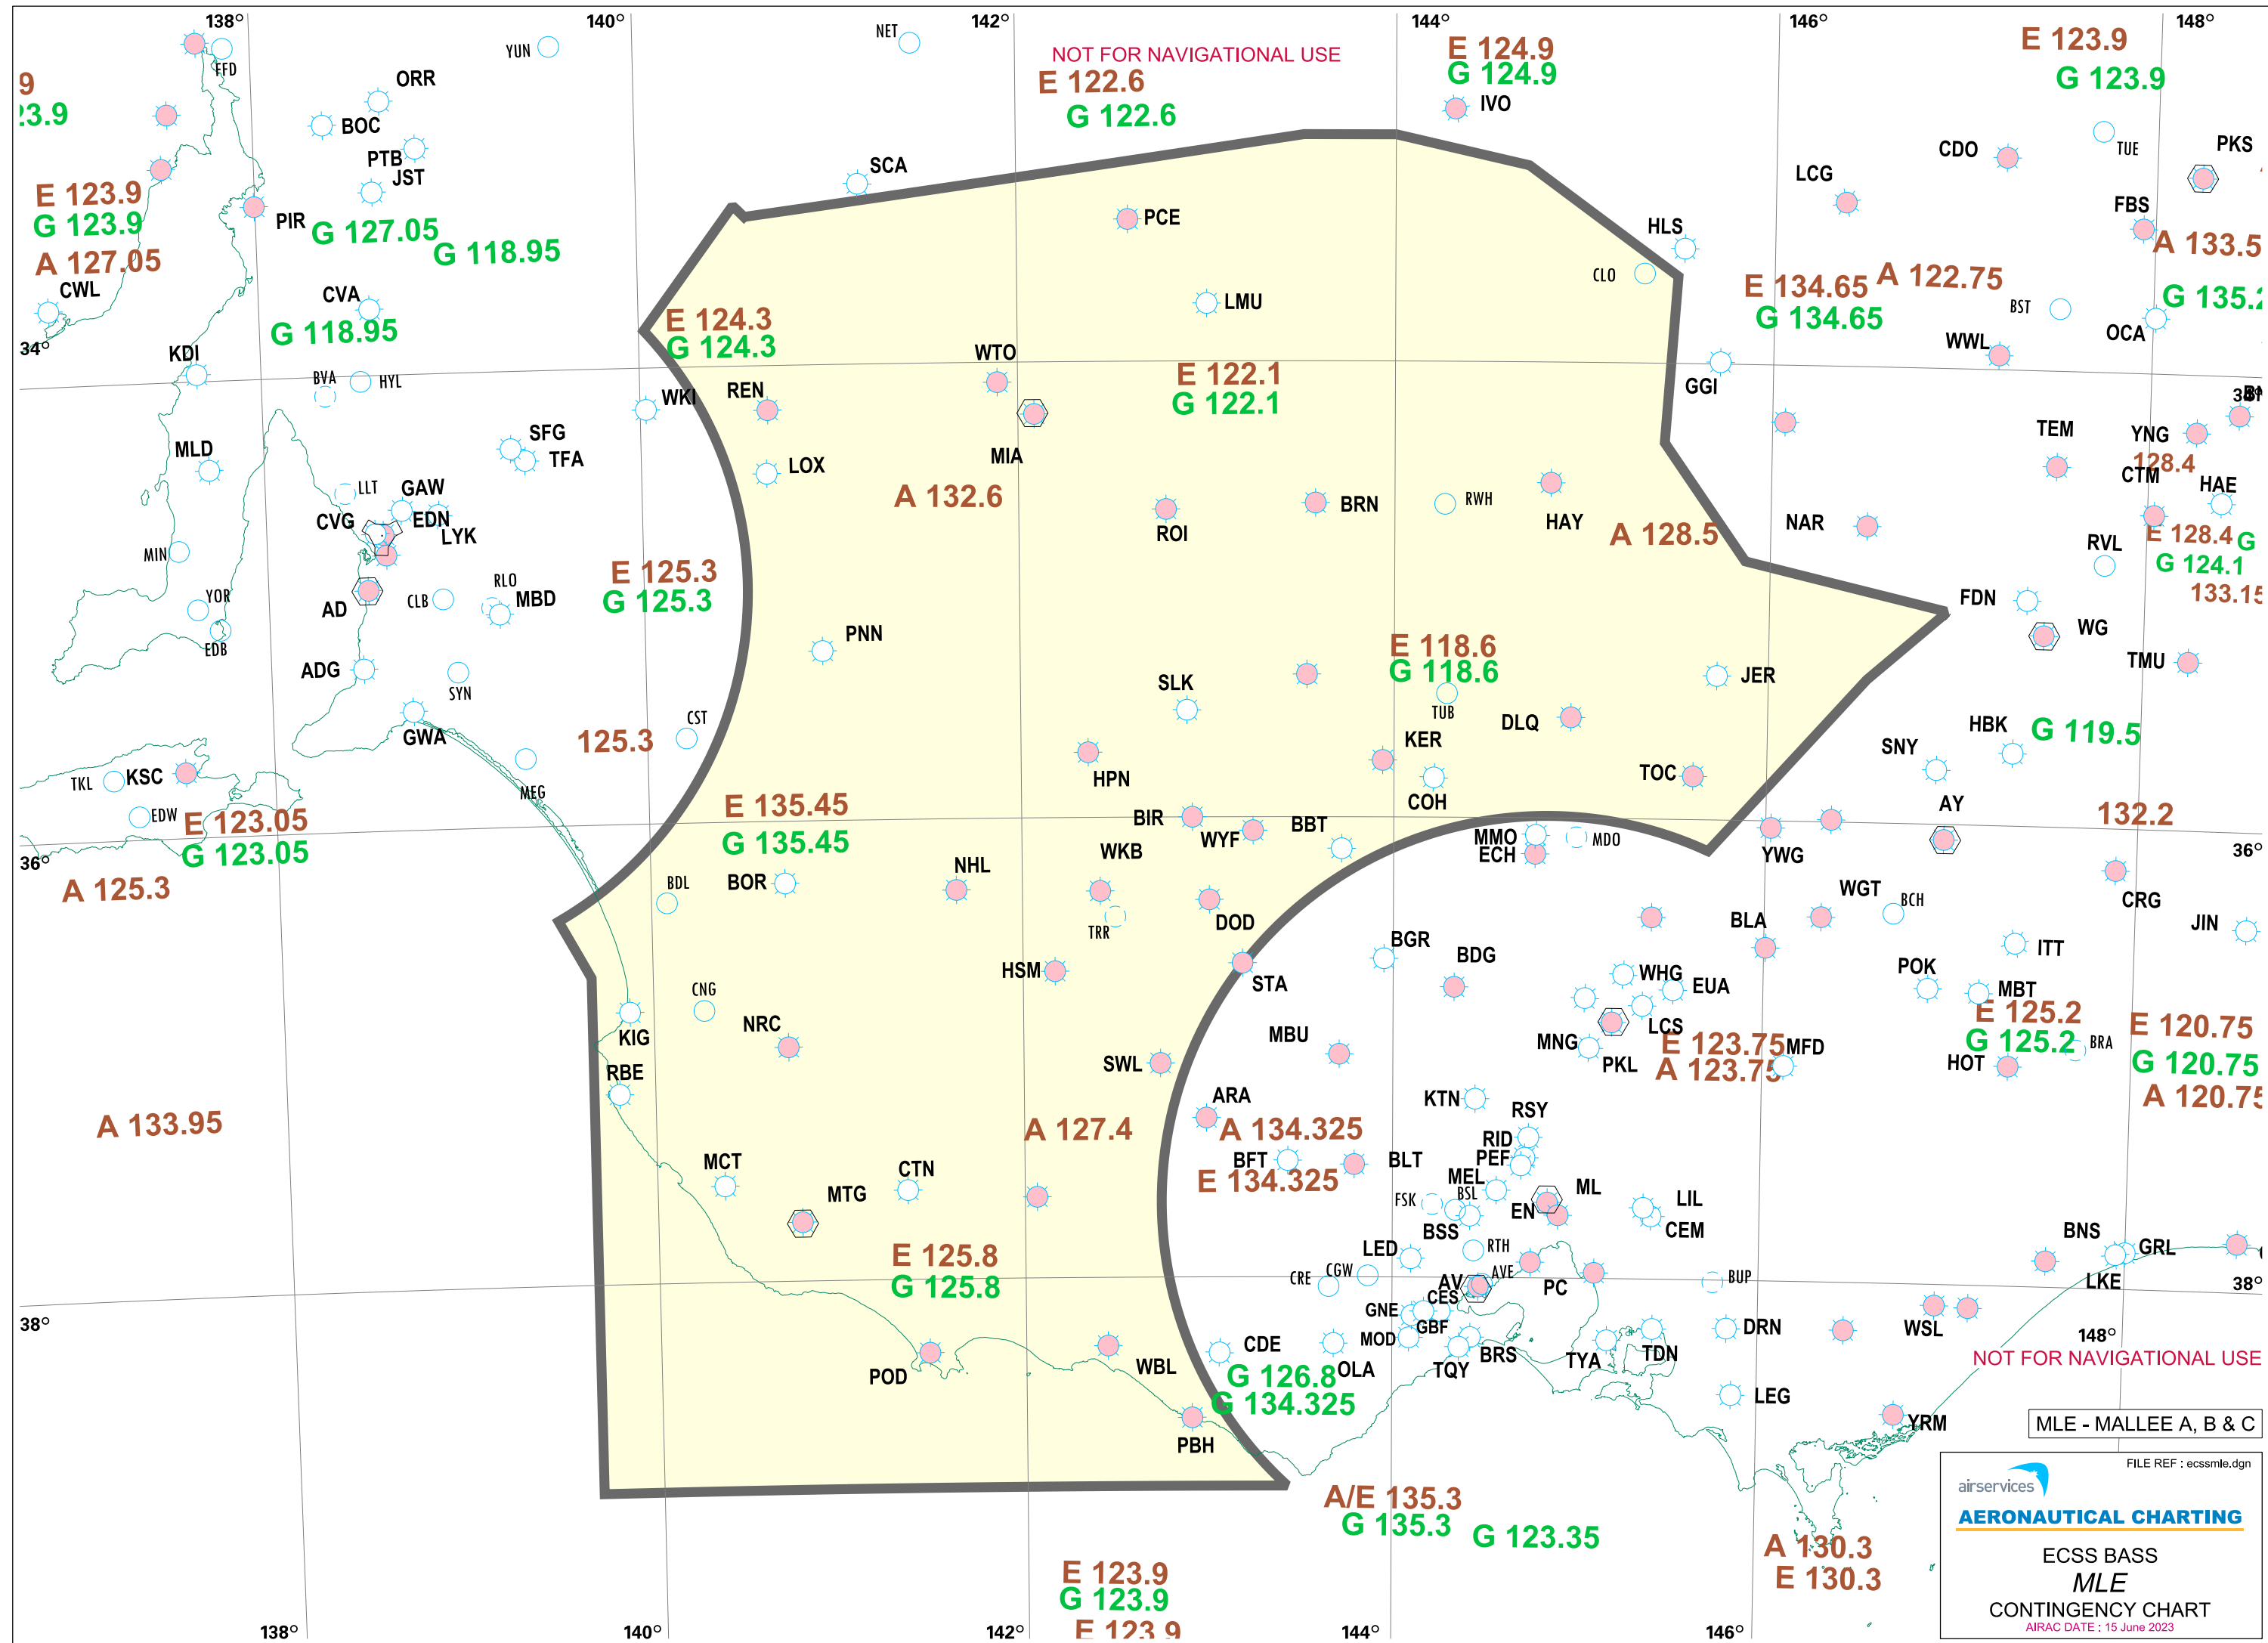 138°
140°
142°
144°
146°
148°
NOT FOR NAVIGATIONAL USE
FFD
YUN
NET
E 122.6
G 122.6
E 124.9
G 124.9
IVO
E 123.9
G 123.9
9
23.9
ORR
BOC
PTB
JST
SCA
TUE
CDO
PKS
LCG
FBS
E 123.9
G 123.9
A 127.05
PIR
G 127.05
G 118.95
PCE
HLS
CLO
A 133.5
A 122.75
E 134.65
G 134.65
G 135.2
CWL
CVA
G 118.95
LMU
BST
OCA
34°
KDI
E 124.3
G 124.3
WTO
E 122.1
G 122.1
GGI
WWL
34°
BVA
HYL
WKI
REN
MIA
SFG
TFA
LOX
MLD
TEM
YNG
128.4
CTM
HAE
LLT
GAW
CVG
EDN
LYK
A 132.6
ROI
BRN
RWH
HAY
A 128.5
NAR
E 128.4
G
RVL
G 124.1
133.15
MIN
YOR
EDB
AD
CLB
RLO
MBD
E 125.3
G 125.3
FDN
WG
TMU
ADG
SYN
PNN
E 118.6
G 118.6
JER
SLK
TUB
DLQ
GWA
CST
125.3
HPN
KER
COH
TOC
SNY
HBK
G 119.5
TKL
KSC
MEG
EDW
E 123.05
G 123.05
E 135.45
G 135.45
BIR
WYF
BBT
MMO
ECH
MDO
YWG
AY
132.2
36°
36°
A 125.3
BDL
BOR
NHL
WKB
TRR
DOD
WGT
BCH
CRG
JIN
BLA
ITT
HSM
STA
BGR
BDG
WHG
EUA
POK
MBT
CNG
KIG
NRC
SWL
MBU
MNG
LCS
PKL
E 123.75
A 123.75
MFD
E 125.2
G 125.2
HOT
BRA
E 120.75
G 120.75
A 120.75
RBE
A 133.95
A 127.4
ARA
A 134.325
BFT
E 134.325
BLT
KTN
RSY
RID
PEF
MEL
ML
MCT
MTG
CTN
FSK
BSL
BSS
EN
LIL
CEM
E 125.8
G 125.8
LED
RTH
CRE
CGW
AV
AVE
CES
PC
BUP
BNS
GRL
LKE
38°
38°
GNE
GBF
MOD
BRS
TQY
TYA
TDN
DRN
WSL
148°
NOT FOR NAVIGATIONAL USE
POD
WBL
CDE
OLA
G 126.8
G 134.325
LEG
PBH
YRM
MLE - MALLEE A, B & C
FILE REF : ecssmle.dgn
airservices
AERONAUTICAL CHARTING
ECSS BASS
MLE
CONTINGENCY CHART
AIRAC DATE : 15 June 2023
A/E 135.3
G 135.3
G 123.35
A 130.3
E 130.3
E 123.9
G 123.9
E 123.9
138°
140°
142°
144°
146°